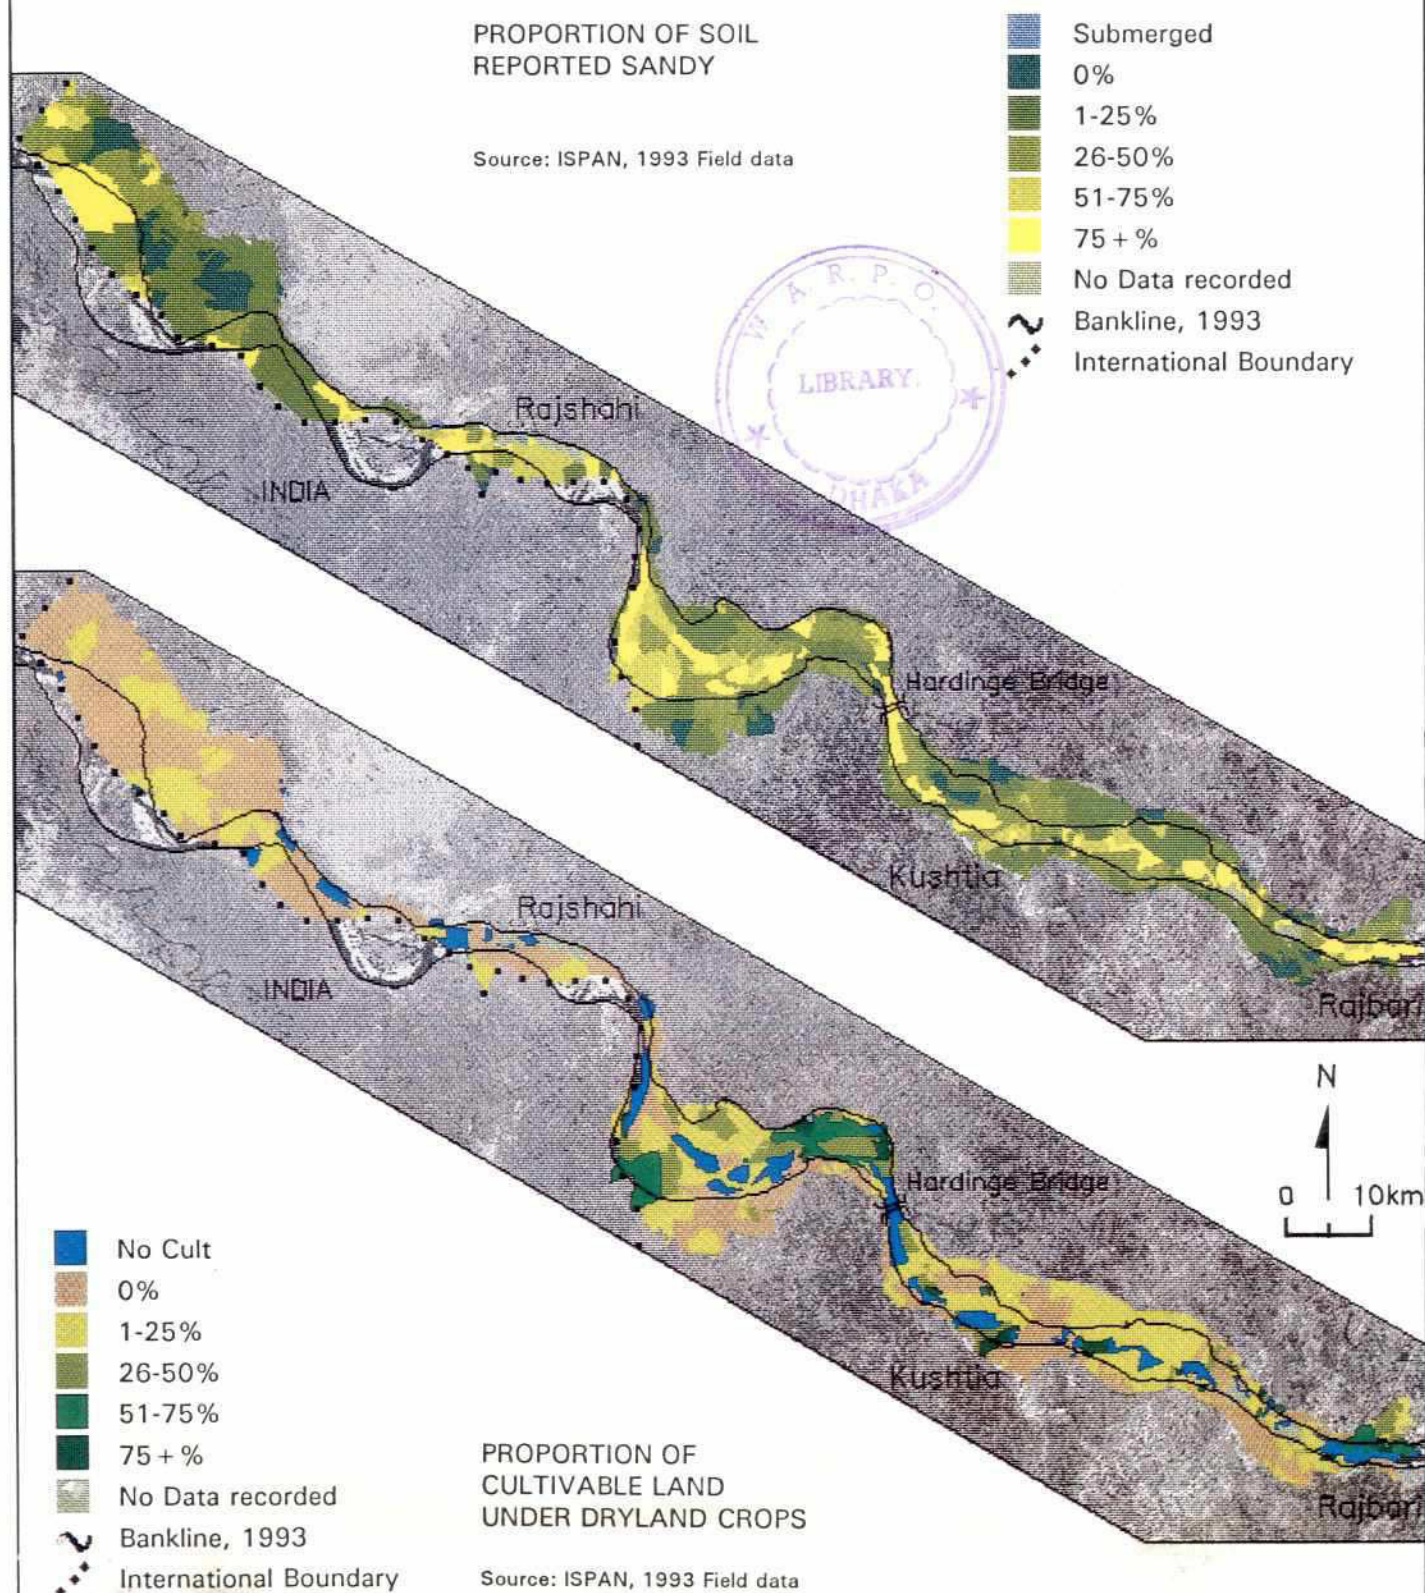 PROPORTION OF SOIL
REPORTED SANDY
Source: ISPAN, 1993 Field data
Submerged
0%
1-25%
26-50%
51-75%
75 + %
No Data recorded
Bankline, 1993
International Boundary
W. A. R. P. O.
LIBRARY.
DHAKA
Rajshahi
INDIA
Hardinge Bridge
Kushtia
Rajbari
Rajshahi
INDIA
Hardinge Bridge
Kushtia
Rajbari
N
0 10km
No Cult
0%
1-25%
26-50%
51-75%
75 + %
No Data recorded
Bankline, 1993
International Boundary
PROPORTION OF
CULTIVABLE LAND
UNDER DRYLAND CROPS
Source: ISPAN, 1993 Field data